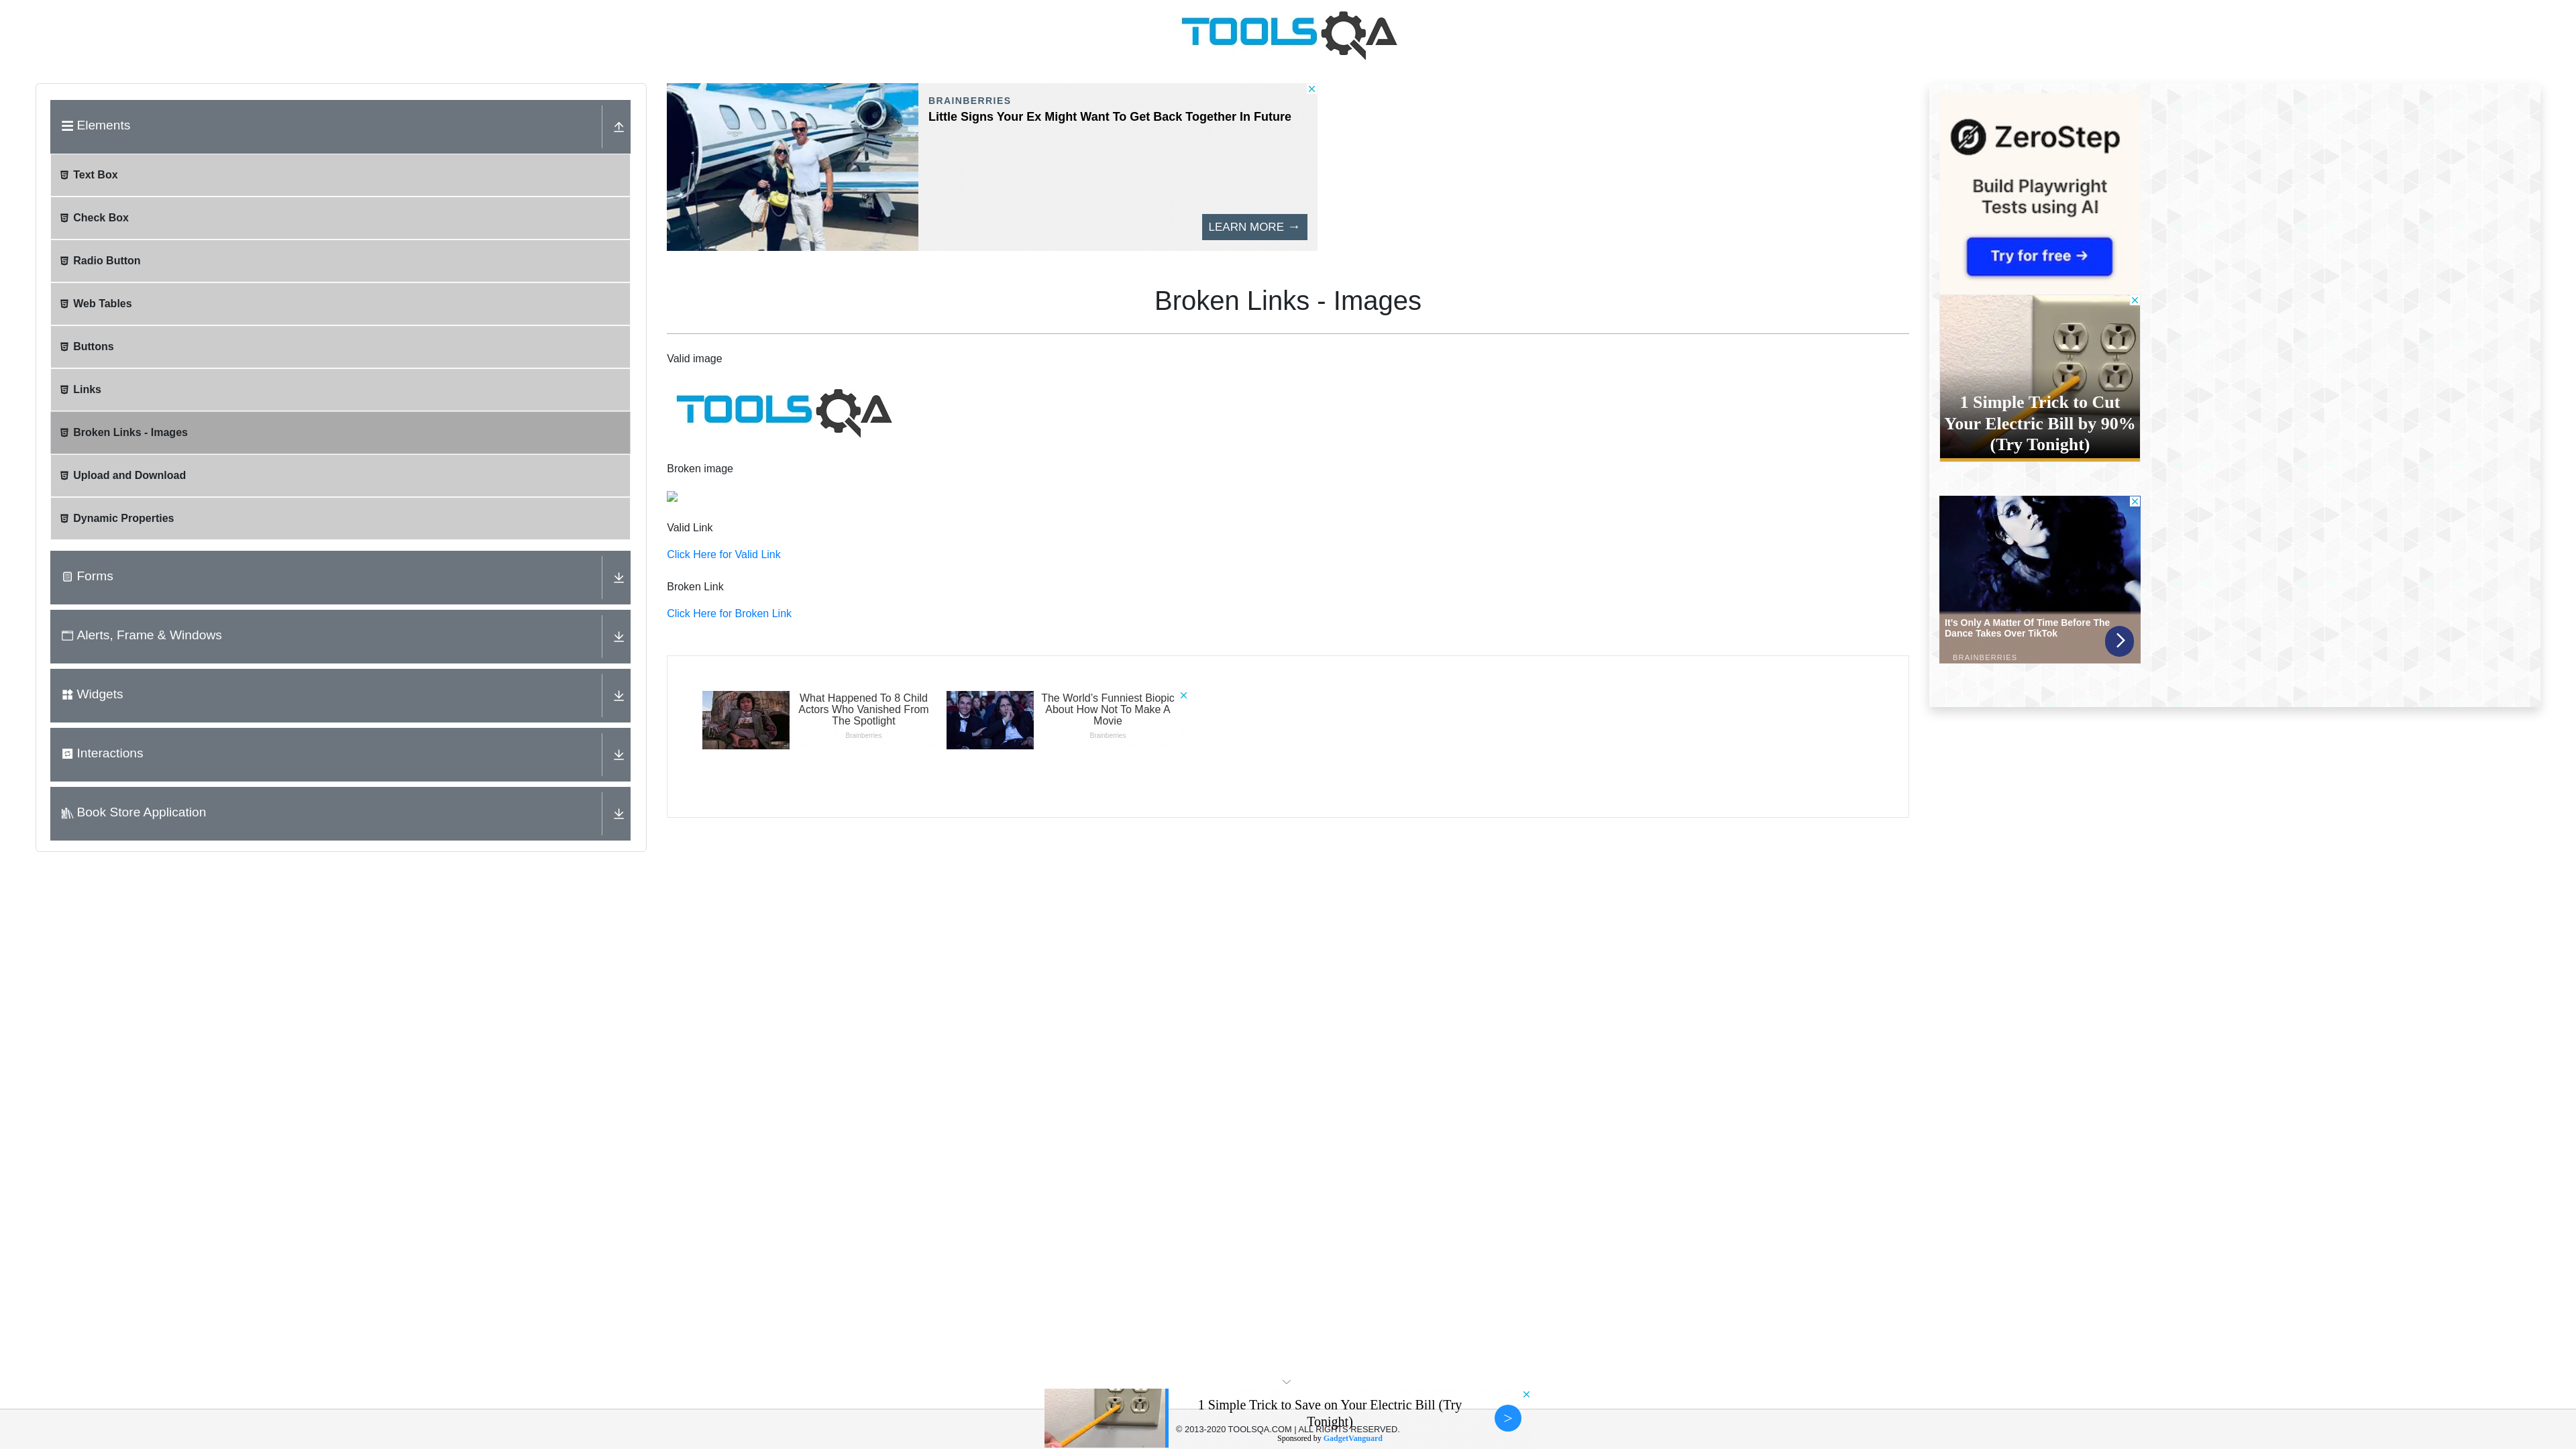 TOOLSQA
Elements
Text Box
Check Box
Radio Button
Web Tables
Buttons
Links
Broken Links - Images
Upload and Download
Dynamic Properties
Forms
Alerts, Frame & Windows
Widgets
Interactions
Book Store Application
BRAINBERRIES
Little Signs Your Ex Might Want To Get Back Together In Future
LEARN MORE →
Broken Links - Images
Valid image
TOOLSQA
Broken image
Valid Link
Click Here for Valid Link
Broken Link
Click Here for Broken Link
What Happened To 8 Child
Actors Who Vanished From
The Spotlight
Brainberries
The World's Funniest Biopic
About How Not To Make A
Movie
Brainberries
ZeroStep
Build Playwright
Tests using AI
Try for free →
1 Simple Trick to Cut
Your Electric Bill by 90%
(Try Tonight)
It's Only A Matter Of Time Before The
Dance Takes Over TikTok
BRAINBERRIES
1 Simple Trick to Save on Your Electric Bill (Try
Tonight)
© 2013-2020 TOOLSQA.COM | ALL RIGHTS RESERVED.
Sponsored by GadgetVanguard